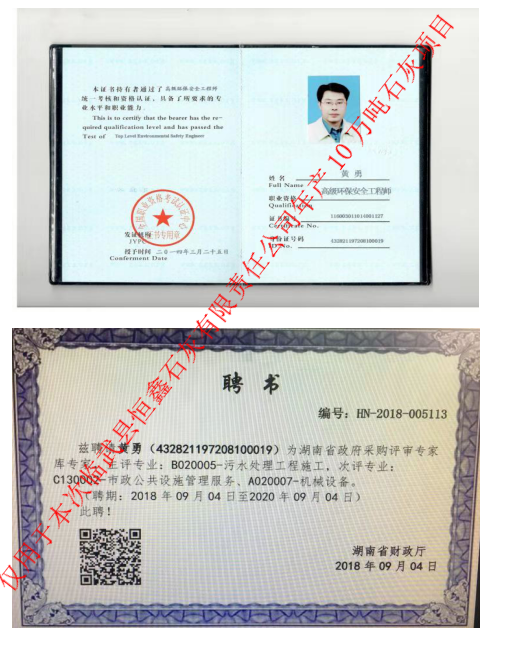 本证书持有者通过了 高级环保安全工程师
统一考核和资格认证，具备了所要求的专
业水平和职业能力。
This is to certify that the bearer has the re-
quired qualification level and has passed the
Test of Top Level Environmental Safety Engineer
发证机构
JYPC
授予时间 二〇一四年三月二十五日
Conferment Date
书专用章
姓 名 黄 勇
Full Name
职业资格 高级环保安全工程师
Qualification
证书编号
Certificate No.
身份证号码 432821197208100019
ID No.
聘 书
编号：HN-2018-005113
兹聘请黄勇（432821197208100019）为湖南省政府采购评审专家
库专家，主评专业：B020005-污水处理工程施工，次评专业：
C130002-市政公共设施管理服务、A020007-机械设备。
（聘期：2018 年 09 月 04 日至2020 年 09 月 04 日）
此聘！
湖南省财政厅
2018 年 09 月 04 日
仅用于本次临武县恒鑫石灰有限责任公司年产 10 万吨石灰项目